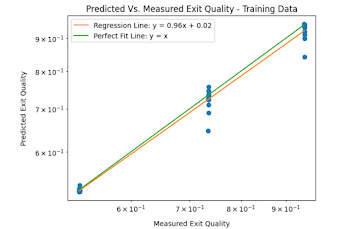 Predicted Vs. Measured Exit Quality - Training Data
Regression Line: y = 0.96x + 0.02
Perfect Fit Line: y = x
9 × 10⁻¹
8 × 10⁻¹
7 × 10⁻¹
6 × 10⁻¹
Predicted Exit Quality
6 × 10⁻¹ 7 × 10⁻¹ 8 × 10⁻¹ 9 × 10⁻¹
Measured Exit Quality